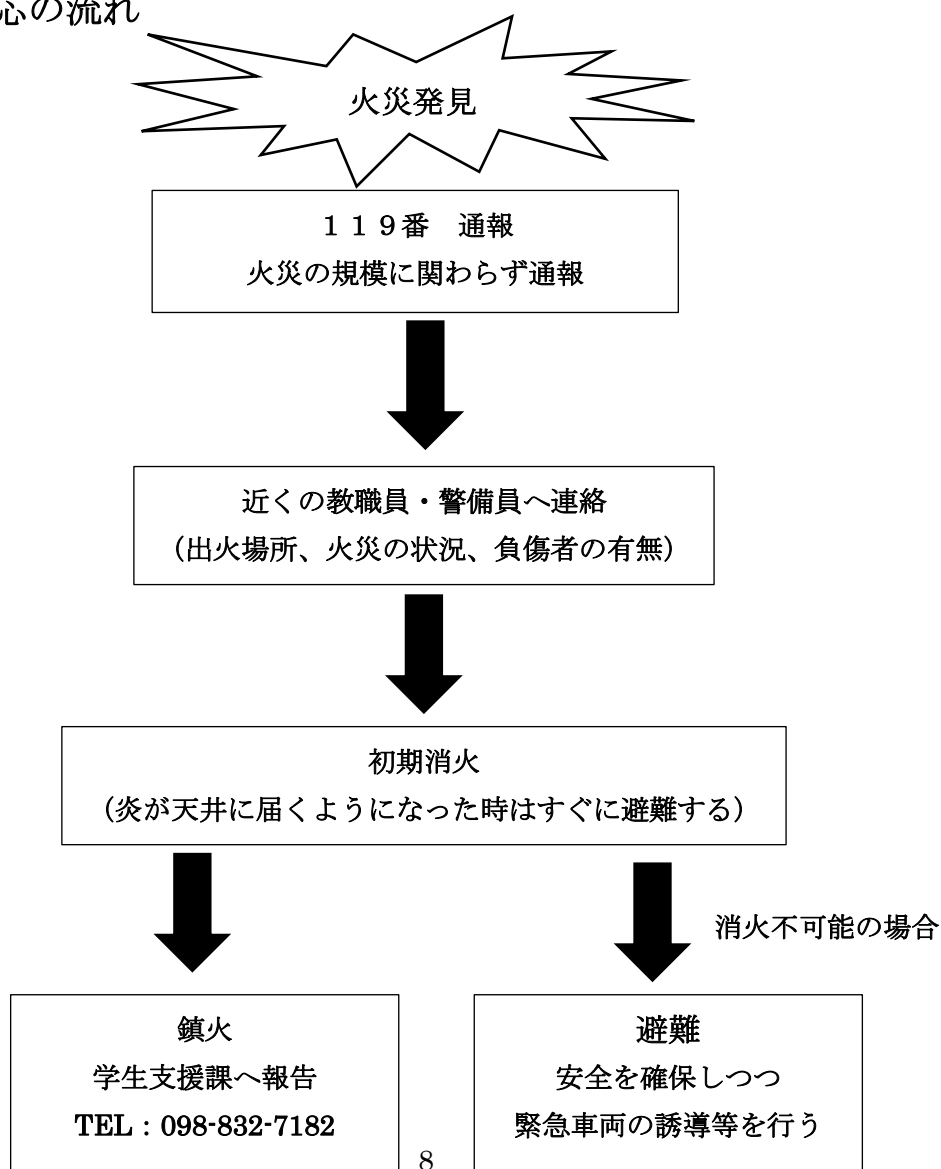 の流れ
火災発見
１１９番　通報
火災の規模に関わらず通報
近くの教職員・警備員へ連絡
（出火場所、火災の状況、負傷者の有無）
初期消火
（炎が天井に届くようになった時はすぐに避難する）
消火不可能の場合
鎮火
学生支援課へ報告
TEL：098-832-7182
避難
安全を確保しつつ
緊急車両の誘導等を行う
8